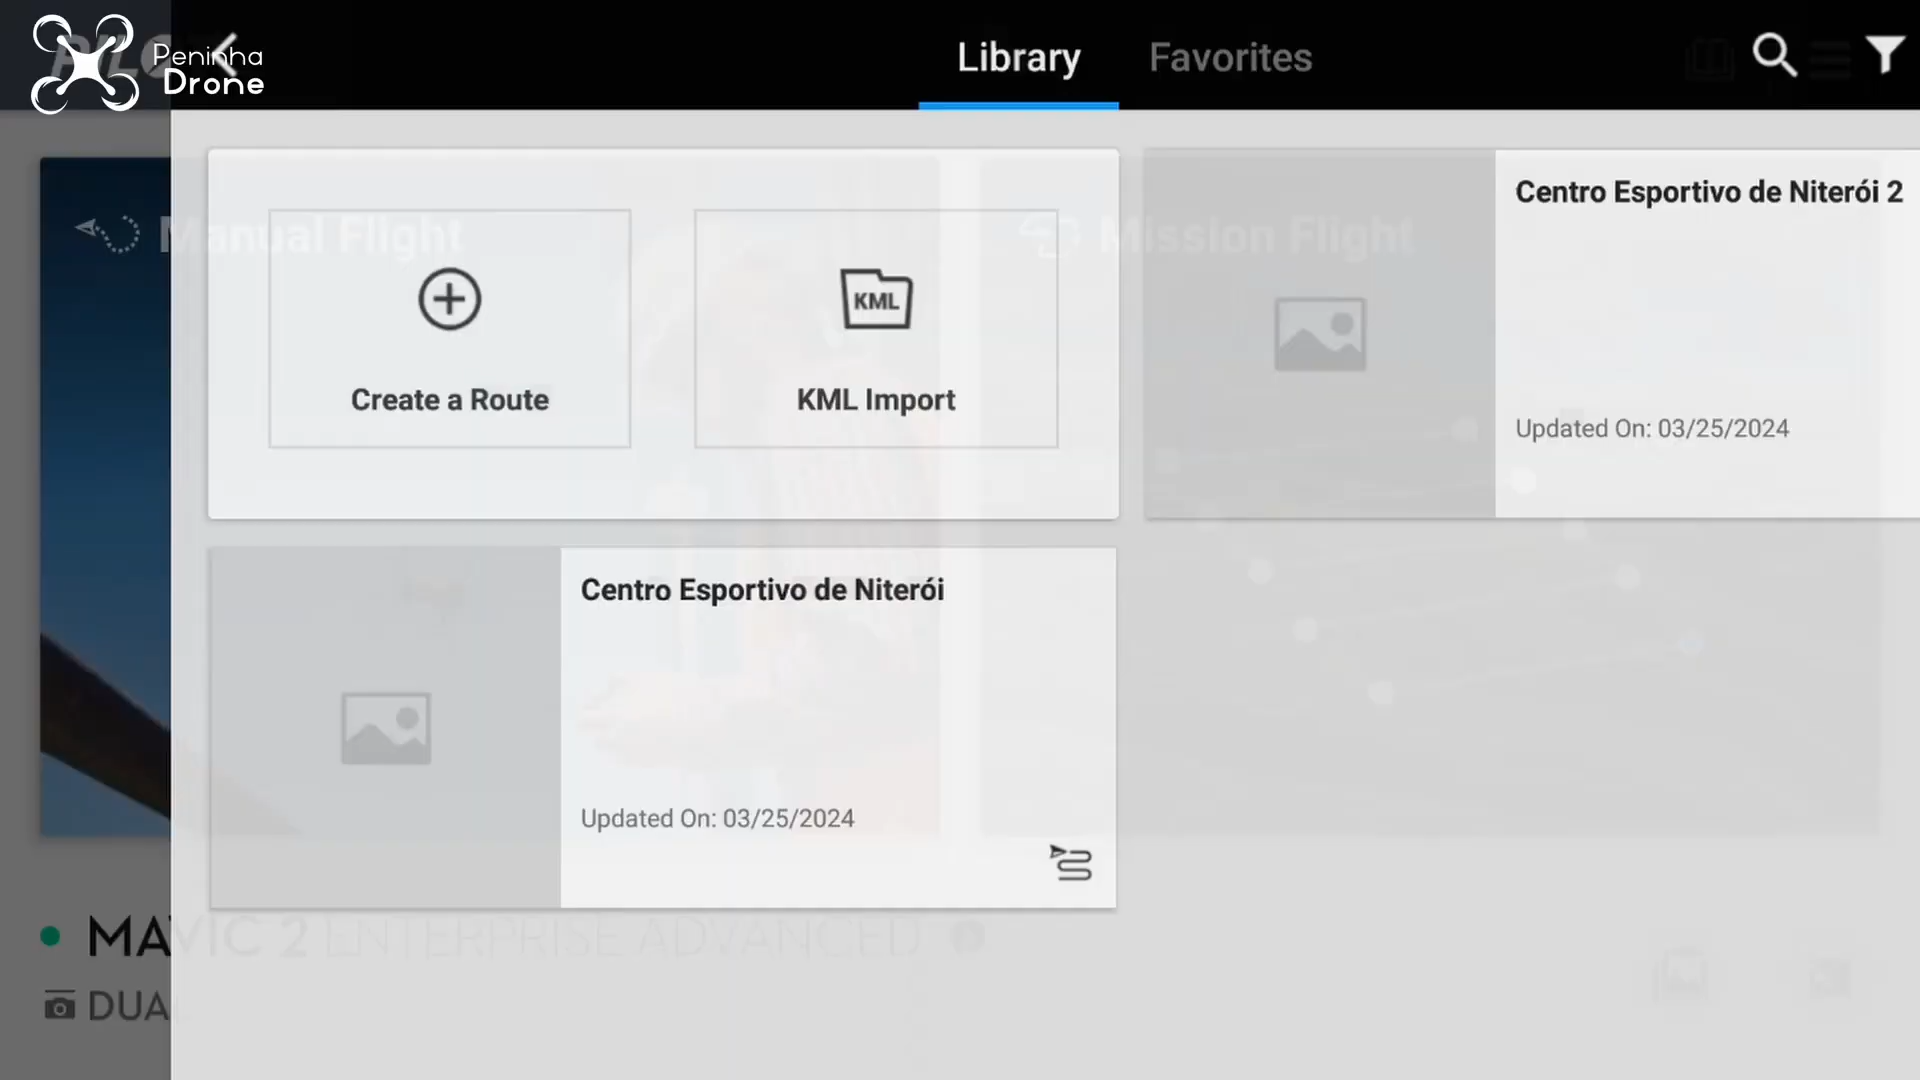 PILOT
Peninha
Drone
Library
Favorites
Manual Flight
Mission Flight
Centro Esportivo de Niterói 2
KML
Create a Route
KML Import
Updated On: 03/25/2024
Centro Esportivo de Niterói
Updated On: 03/25/2024
MAVIC 2 ENTERPRISE ADVANCED
DUA